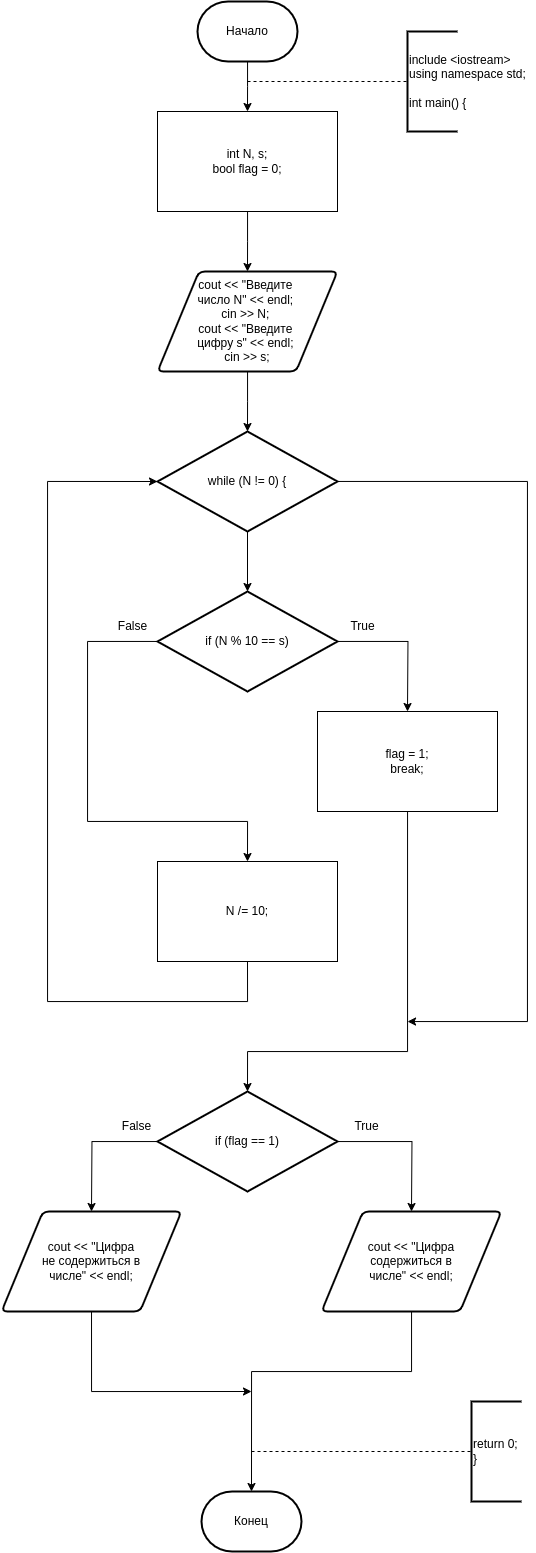 Начало
include <iostream>
using namespace std;
int main() {
int N, s;
bool flag = 0;
cout << "Введите
число N" << endl;
cin >> N;
cout << "Введите
цифру s" << endl;
cin >> s;
while (N != 0) {
False
True
if (N % 10 == s)
flag = 1;
break;
N /= 10;
False
True
if (flag == 1)
cout << "Цифра
не содержиться в
числе" << endl;
cout << "Цифра
содержиться в
числе" << endl;
return 0;
}
Конец